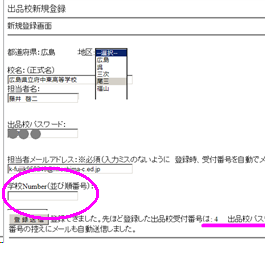 出品校新規登録
新規登録画面
都道府県:広島 地区: --選択--
広島
呉
三次
尾三
福山
校名:(正式名)
広島県立府中東高等学校
担当者名:
藤井 啓二
出品校パスワード:
担当者メールアドレス:※必須(入力ミスのないように 登録時、受付番号を自動でメ
学校Number(並び順番号):
登録送信 登録できました。先ほど登録した出品校受付番号は: 4 出品校パス
番号の控えにメールも自動送信しました。